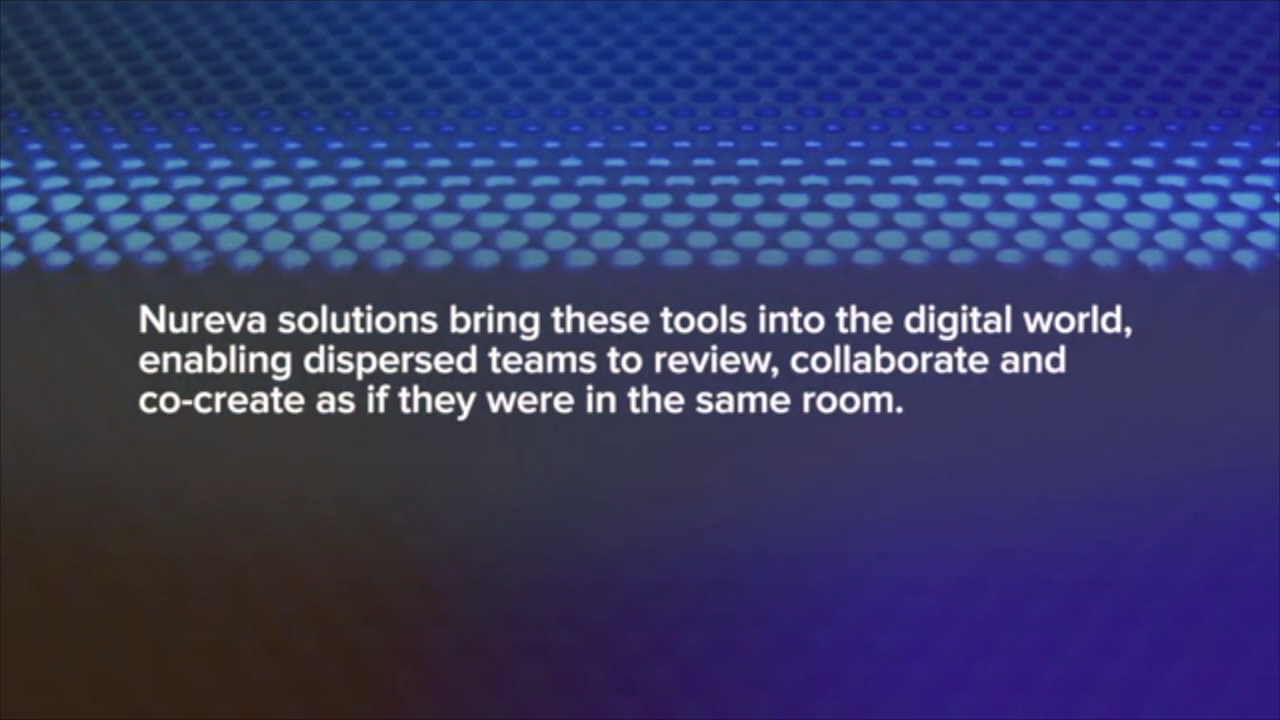 Nureva solutions bring these tools into the digital world,
enabling dispersed teams to review, collaborate and
co-create as if they were in the same room.